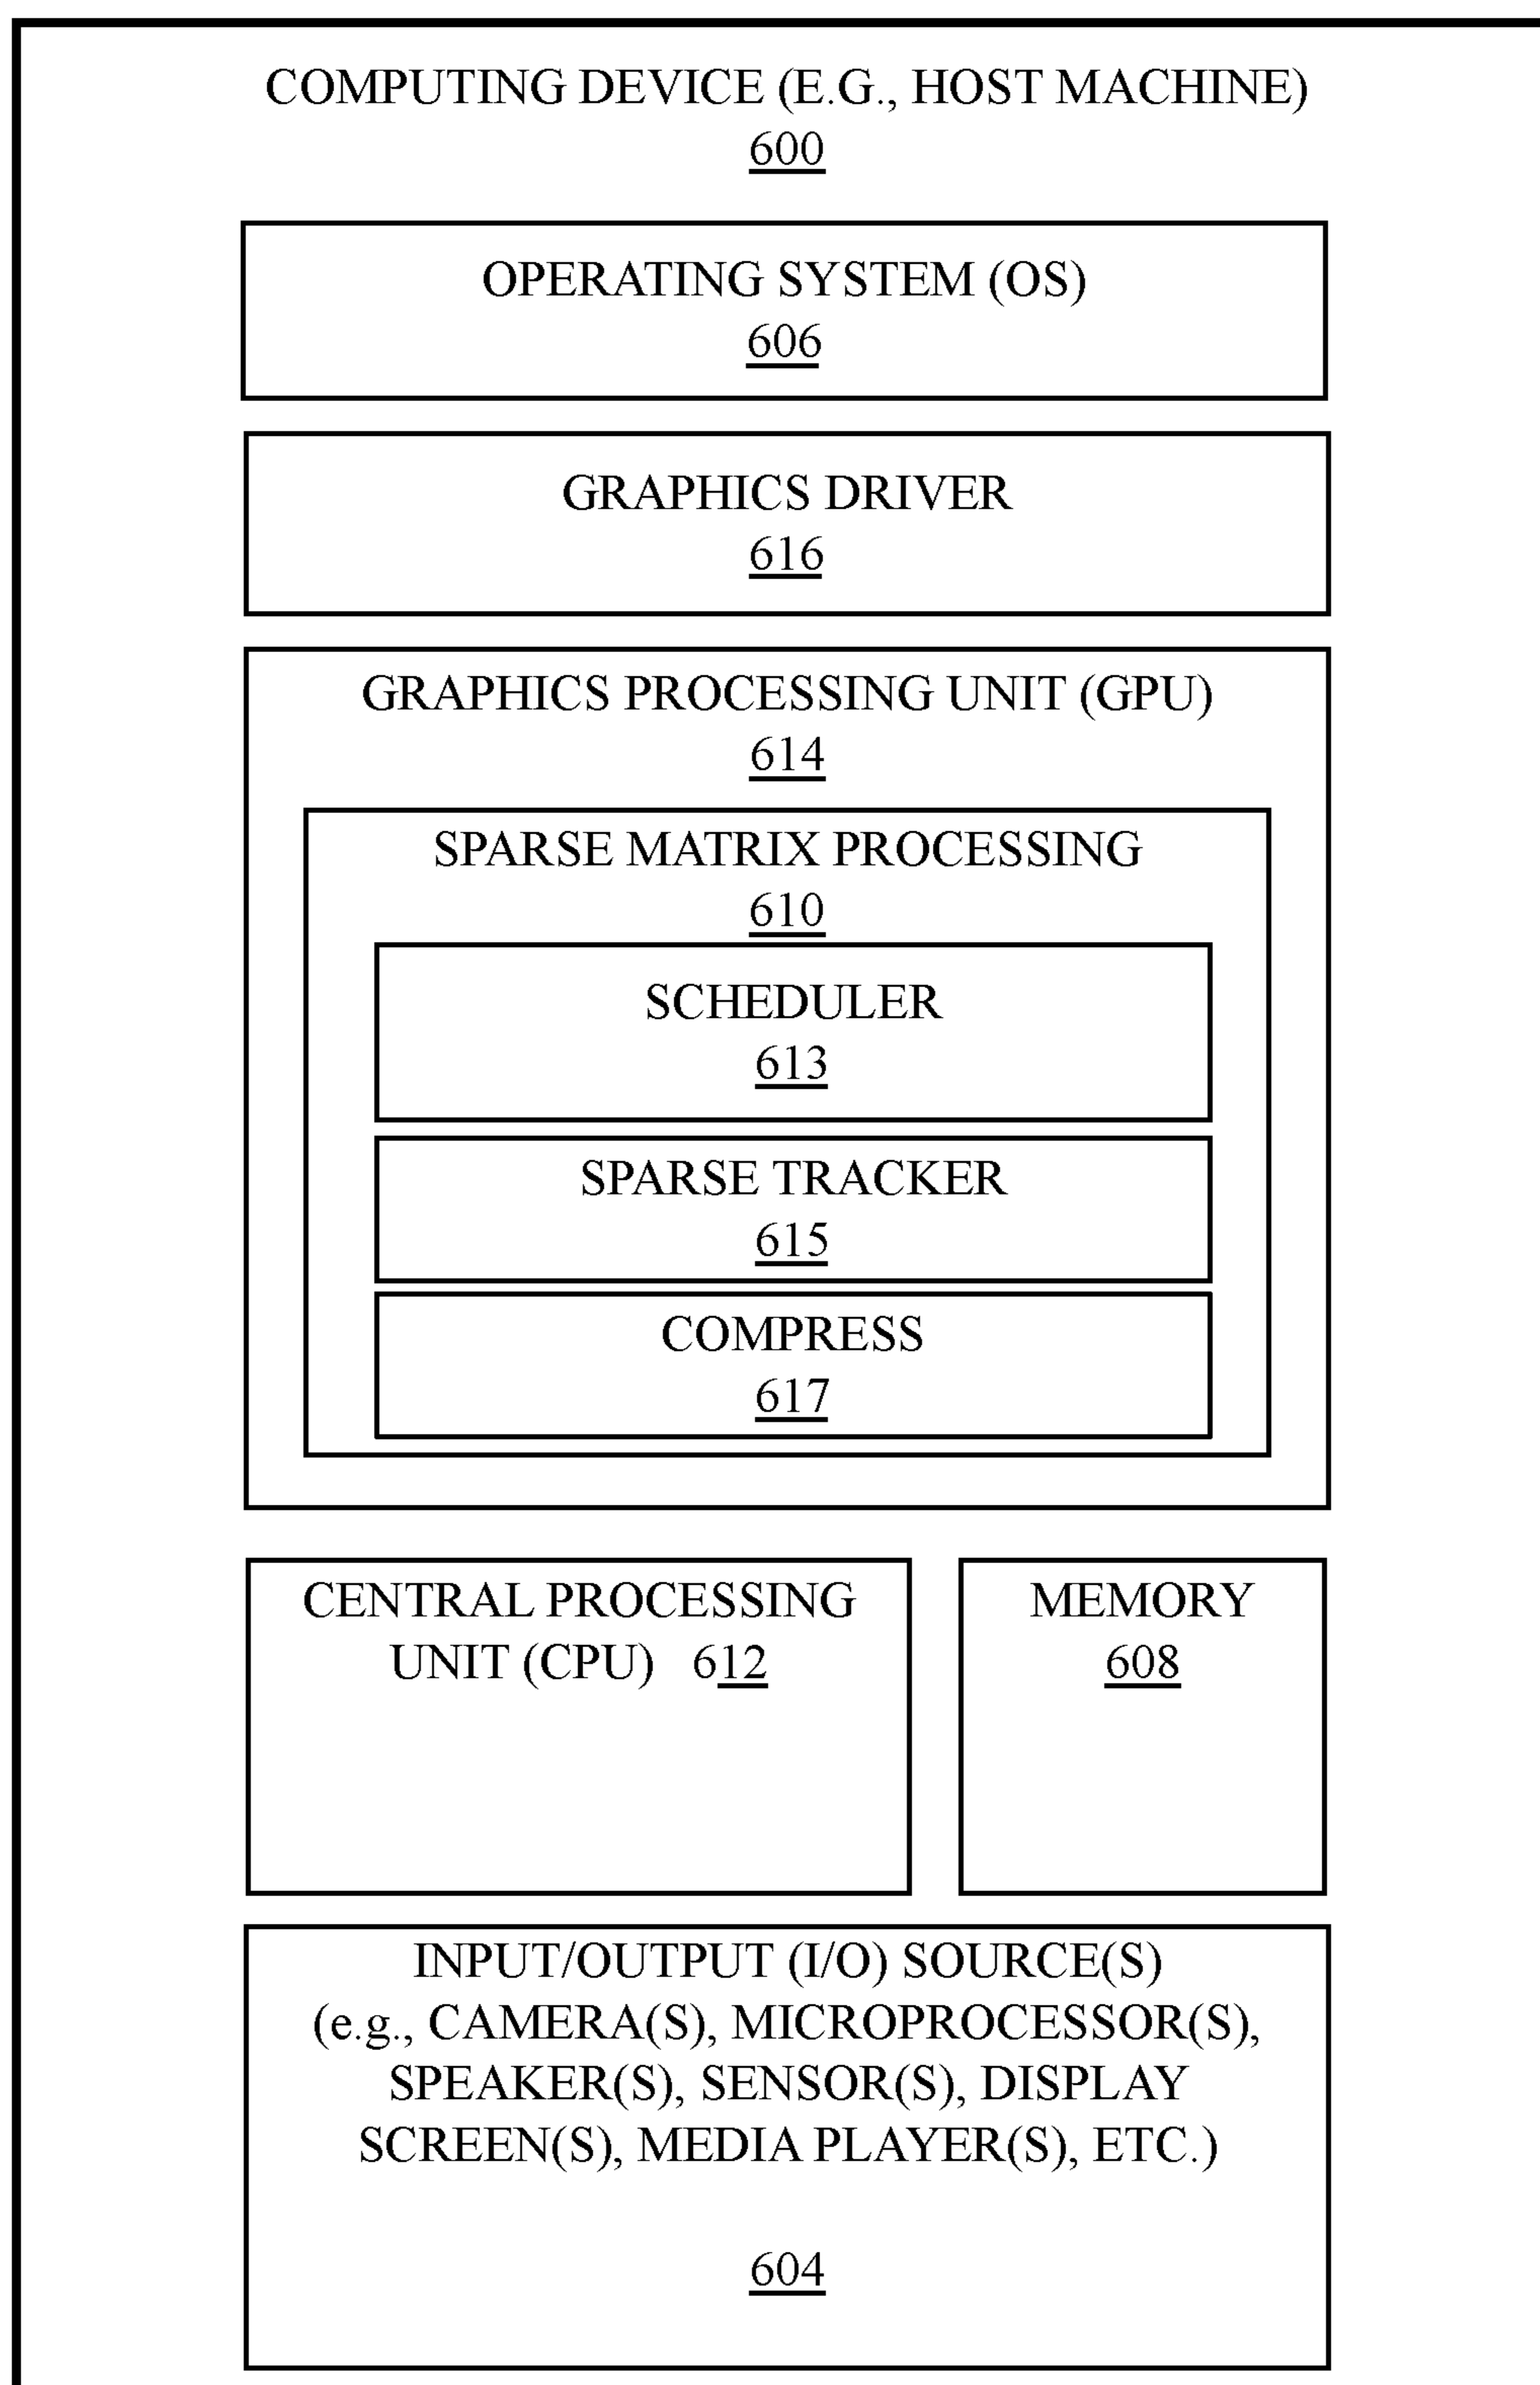 COMPUTING DEVICE (E.G., HOST MACHINE)
600
OPERATING SYSTEM (OS)
606
GRAPHICS DRIVER
616
GRAPHICS PROCESSING UNIT (GPU)
614
SPARSE MATRIX PROCESSING
610
SCHEDULER
613
SPARSE TRACKER
615
COMPRESS
617
CENTRAL PROCESSING
UNIT (CPU) 612
MEMORY
608
INPUT/OUTPUT (I/O) SOURCE(S)
(e.g., CAMERA(S), MICROPROCESSOR(S),
SPEAKER(S), SENSOR(S), DISPLAY
SCREEN(S), MEDIA PLAYER(S), ETC.)
604